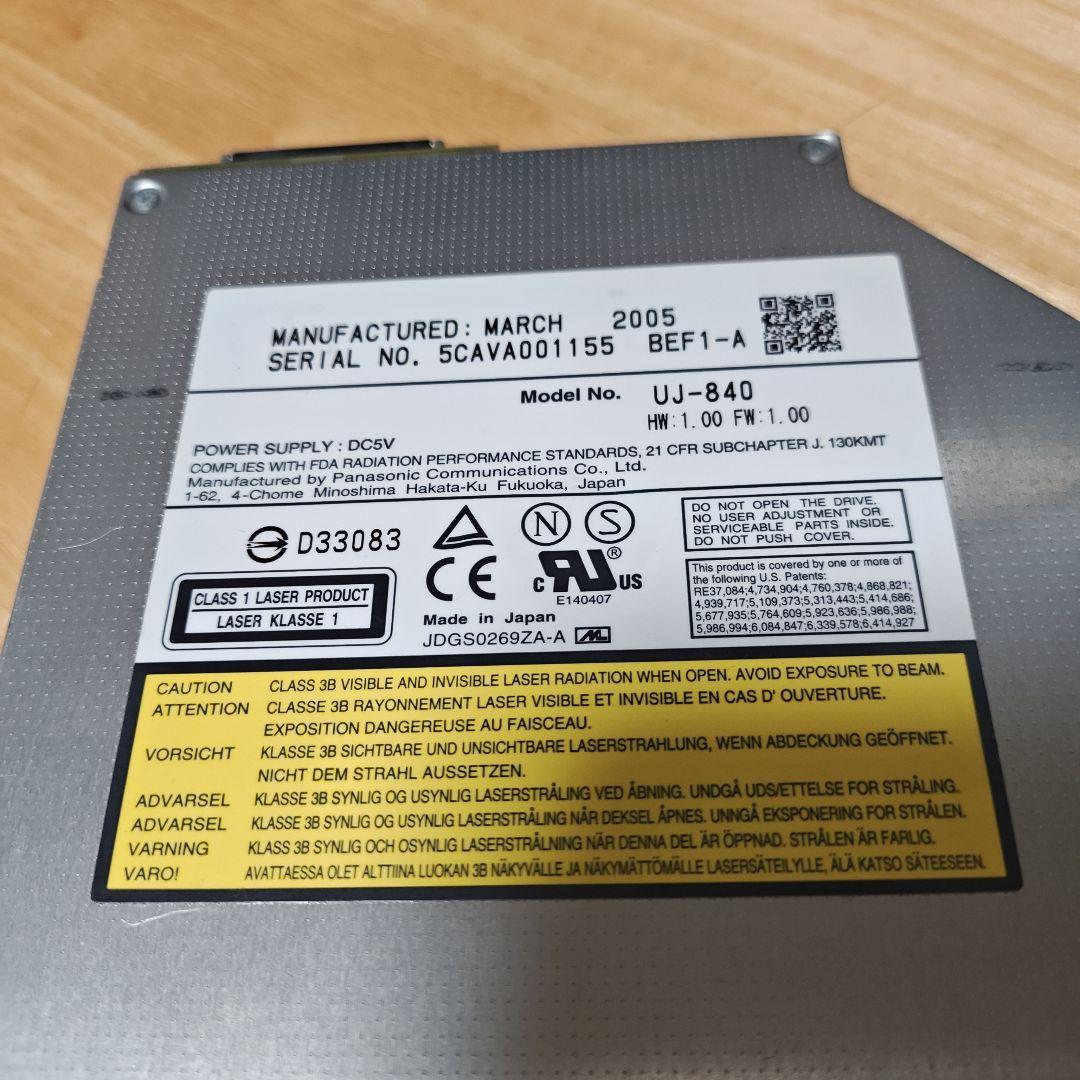 MANUFACTURED: MARCH 2005
SERIAL NO. 5CAVA001155 BEF1-A
Model No. UJ-840
HW:1.00 FW:1.00
POWER SUPPLY : DC5V
COMPLIES WITH FDA RADIATION PERFORMANCE STANDARDS, 21 CFR SUBCHAPTER J. 130KMT
Manufactured by Panasonic Communications Co., Ltd.
1-62, 4-Chome Minoshima Hakata-Ku Fukuoka, Japan
D33083
N S
CE
c RU ® US
E140407
CLASS 1 LASER PRODUCT
LASER KLASSE 1
Made in Japan
JDGS0269ZA-A
DO NOT OPEN THE DRIVE.
NO USER ADJUSTMENT OR
SERVICEABLE PARTS INSIDE.
DO NOT PUSH COVER.
This product is covered by one or more of
the following U.S. Patents:
RE37,084;4,734,904;4,760,378;4,868,821;
4,939,717;5,109,373;5,313,443;5,414,686;
5,677,935;5,764,609;5,923,636;5,986,988;
5,986,994;6,084,847;6,339,578;6,414,927
CAUTION CLASS 3B VISIBLE AND INVISIBLE LASER RADIATION WHEN OPEN. AVOID EXPOSURE TO BEAM.
ATTENTION CLASSE 3B RAYONNEMENT LASER VISIBLE ET INVISIBLE EN CAS D' OUVERTURE.
EXPOSITION DANGEREUSE AU FAISCEAU.
VORSICHT KLASSE 3B SICHTBARE UND UNSICHTBARE LASERSTRAHLUNG, WENN ABDECKUNG GEÖFFNET.
NICHT DEM STRAHL AUSSETZEN.
ADVARSEL KLASSE 3B SYNLIG OG USYNLIG LASERSTRÅLING VED ÅBNING. UNDGÅ UDS/ETTELSE FOR STRÅLING.
ADVARSEL KLASSE 3B SYNLIG OG USYNLIG LASERSTRÅLING NÅR DEKSEL ÅPNES. UNNGÅ EKSPONERING FOR STRÅLEN.
VARNING KLASS 3B SYNLIG OCH OSYNLIG LASERSTRÅLNING NÄR DENNA DEL ÄR ÖPPNAD. STRÅLEN ÄR FARLIG.
VARO! AVATTAESSA OLET ALTTIINA LUOKAN 3B NÄKYVÄLLE JA NÄKYMÄTTÖMÄLLE LASERSÄTEILYLLE, ÄLÄ KATSO SÄTEESEEN.